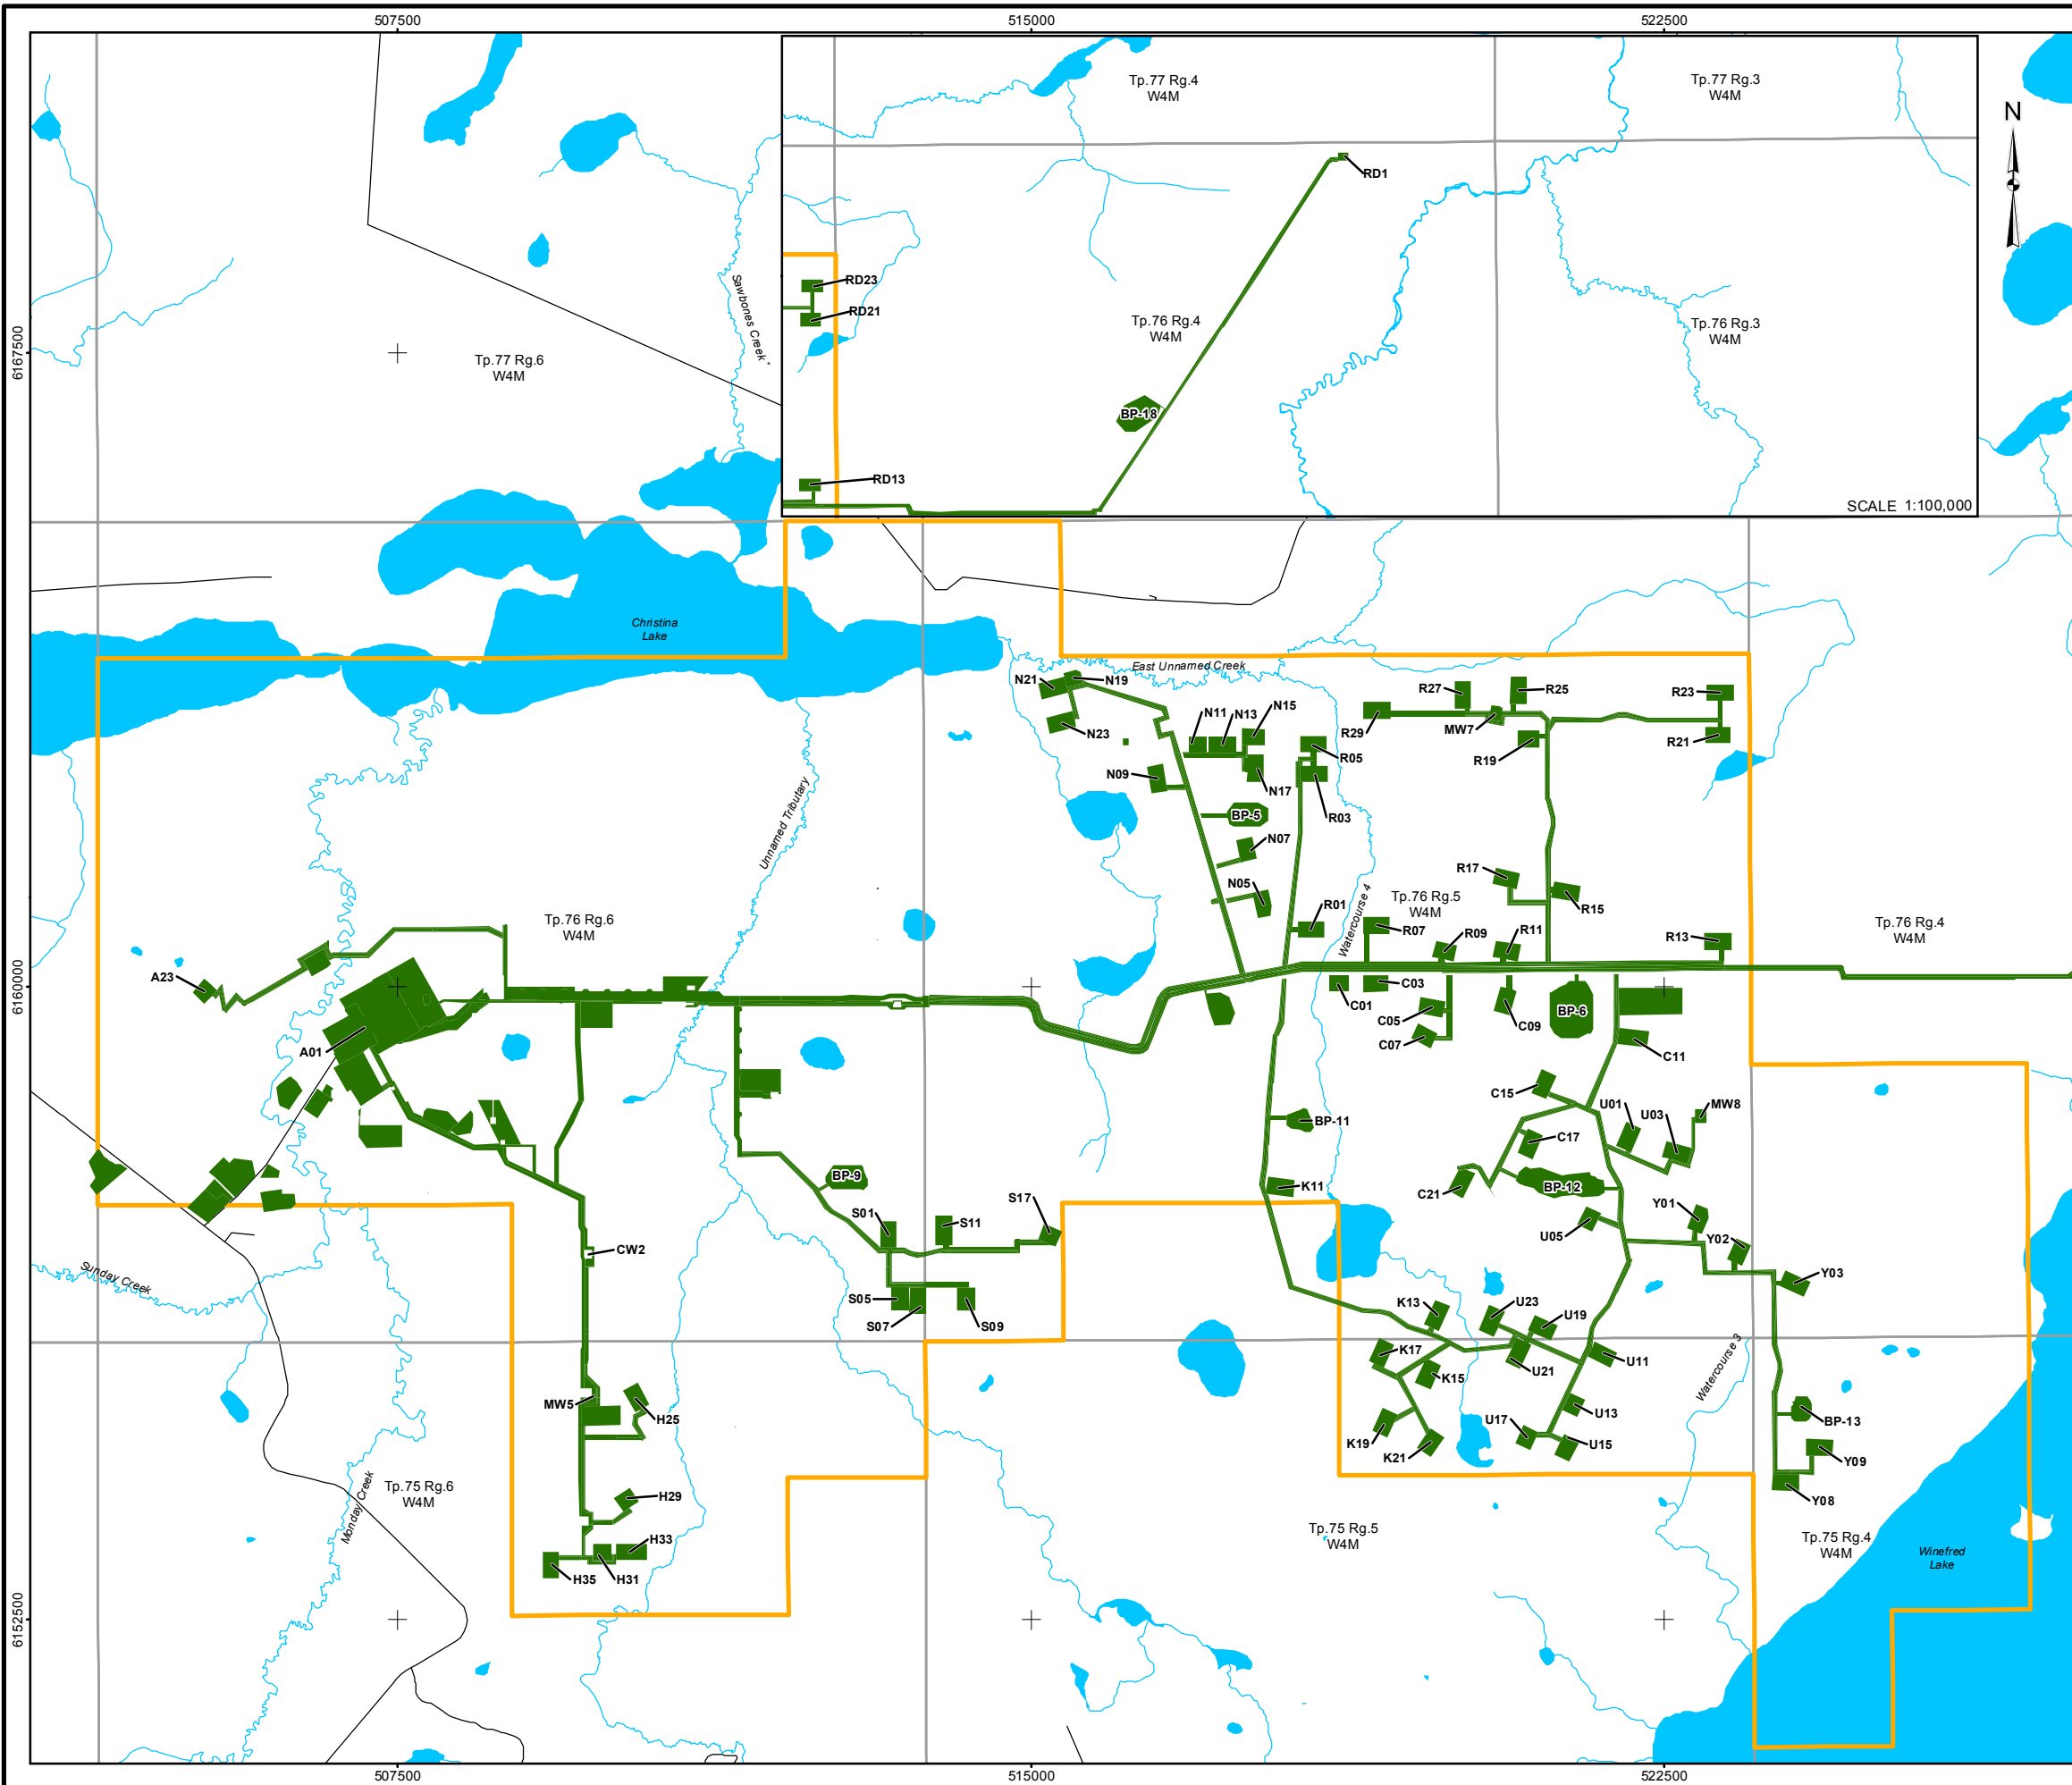 507500
515000
522500
Tp.77 Rg.4
W4M
Tp.77 Rg.3
W4M
N
RD1
RD23
RD21
Tp.76 Rg.4
W4M
Tp.76 Rg.3
W4M
Sawbones Creek
6167500
Tp.77 Rg.6
W4M
BP-18
RD13
SCALE 1:100,000
Christina
Lake
East Unnamed Creek
N21
N19
N23
N11
N13
N15
R27
R25
R23
R29
MW7
R21
R19
R05
N09
N17
R03
BP-5
Unnamed Tributary
N07
N05
R17
R15
R01
Watercourse 4
Tp.76 Rg.5
W4M
R07
R09
R11
R13
Tp.76 Rg.6
W4M
Tp.76 Rg.4
W4M
A23
6160000
C01
C03
C05
C09
BP-6
C07
C11
A01
C15
U01
U03
MW8
BP-11
C17
BP-9
K11
C21
BP-12
S17
S01
S11
Y01
U05
Y02
CW2
Sunday Creek
Y03
S05
S07
S09
K13
U23
U19
K17
K15
U21
U11
Watercourse 3
MW5
H25
U13
BP-13
U17
K19
K21
U15
Y09
Tp.75 Rg.6
W4M
Monday Creek
H29
Y08
Tp.75 Rg.5
W4M
Tp.75 Rg.4
W4M
H33
Winefred
Lake
H35
H31
6152500
507500
515000
522500